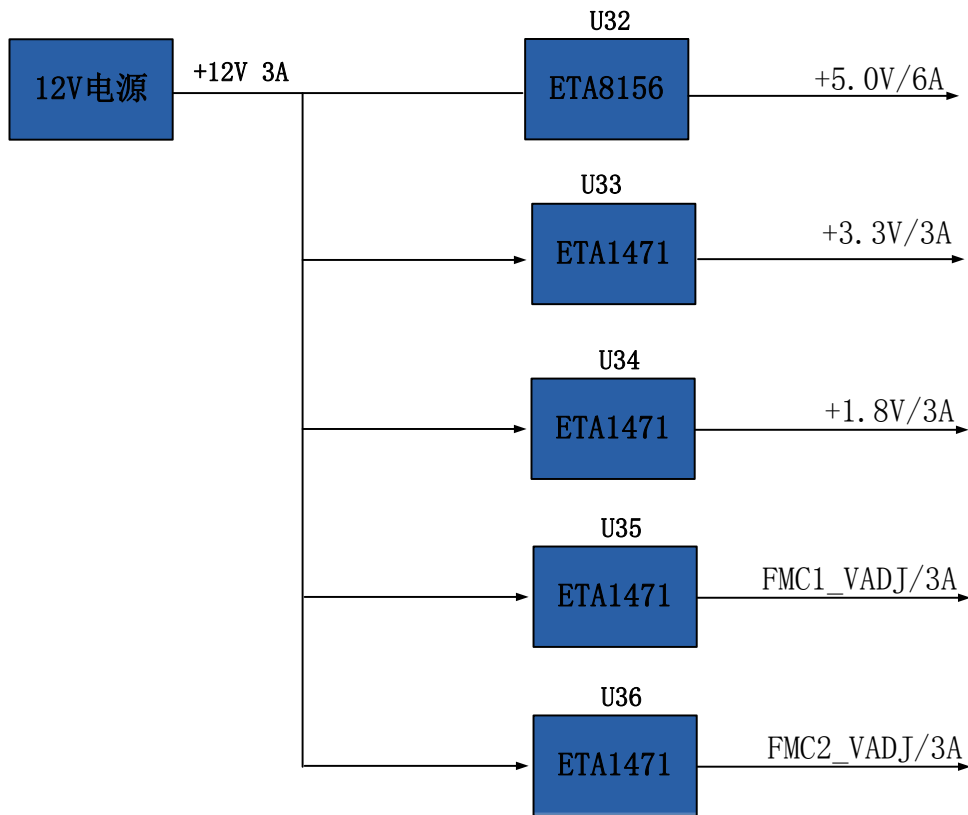 U32
12V电源
+12V 3A
ETA8156
+5.0V/6A
U33
ETA1471
+3.3V/3A
U34
ETA1471
+1.8V/3A
U35
ETA1471
FMC1_VADJ/3A
U36
ETA1471
FMC2_VADJ/3A